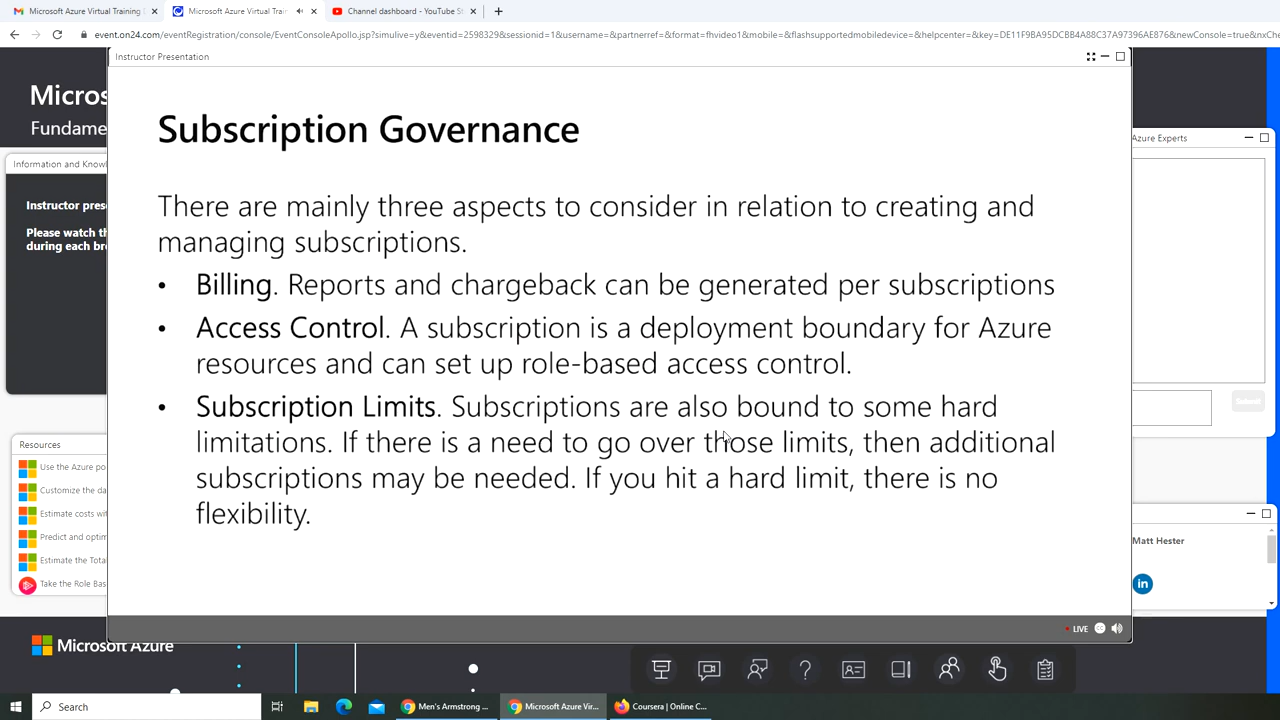 Microsoft Azure Virtual Training
Microsoft Azure Virtual Train
Channel dashboard - YouTube St
event.on24.com/eventRegistration/console/EventConsoleApollo.jsp?simulive=y&eventid=2598329&sessionid=1&username=&partnerref=&format=fhvideo1&mobile=&flashsupportedmobiledevice=&helpcenter=&key=DE11F9BA95DCBB4A88C37A97396AE876&newConsole=true&nxChe
Instructor Presentation
Micros
Fundame
Information and Knowl
Instructor pres
Please watch th
during each bre
Subscription Governance
There are mainly three aspects to consider in relation to creating and
managing subscriptions.
• Billing. Reports and chargeback can be generated per subscriptions
• Access Control. A subscription is a deployment boundary for Azure
resources and can set up role-based access control.
• Subscription Limits. Subscriptions are also bound to some hard
limitations. If there is a need to go over those limits, then additional
subscriptions may be needed. If you hit a hard limit, there is no
flexibility.
Azure Experts
Submit
Resources
Use the Azure po
Customize the da
Estimate costs wit
Predict and optim
Estimate the Tota
Take the Role Bas
Matt Hester
in
LIVE
CC
Microsoft Azure
Search
Men's Armstrong ...
Microsoft Azure Vir...
Coursera | Online C...